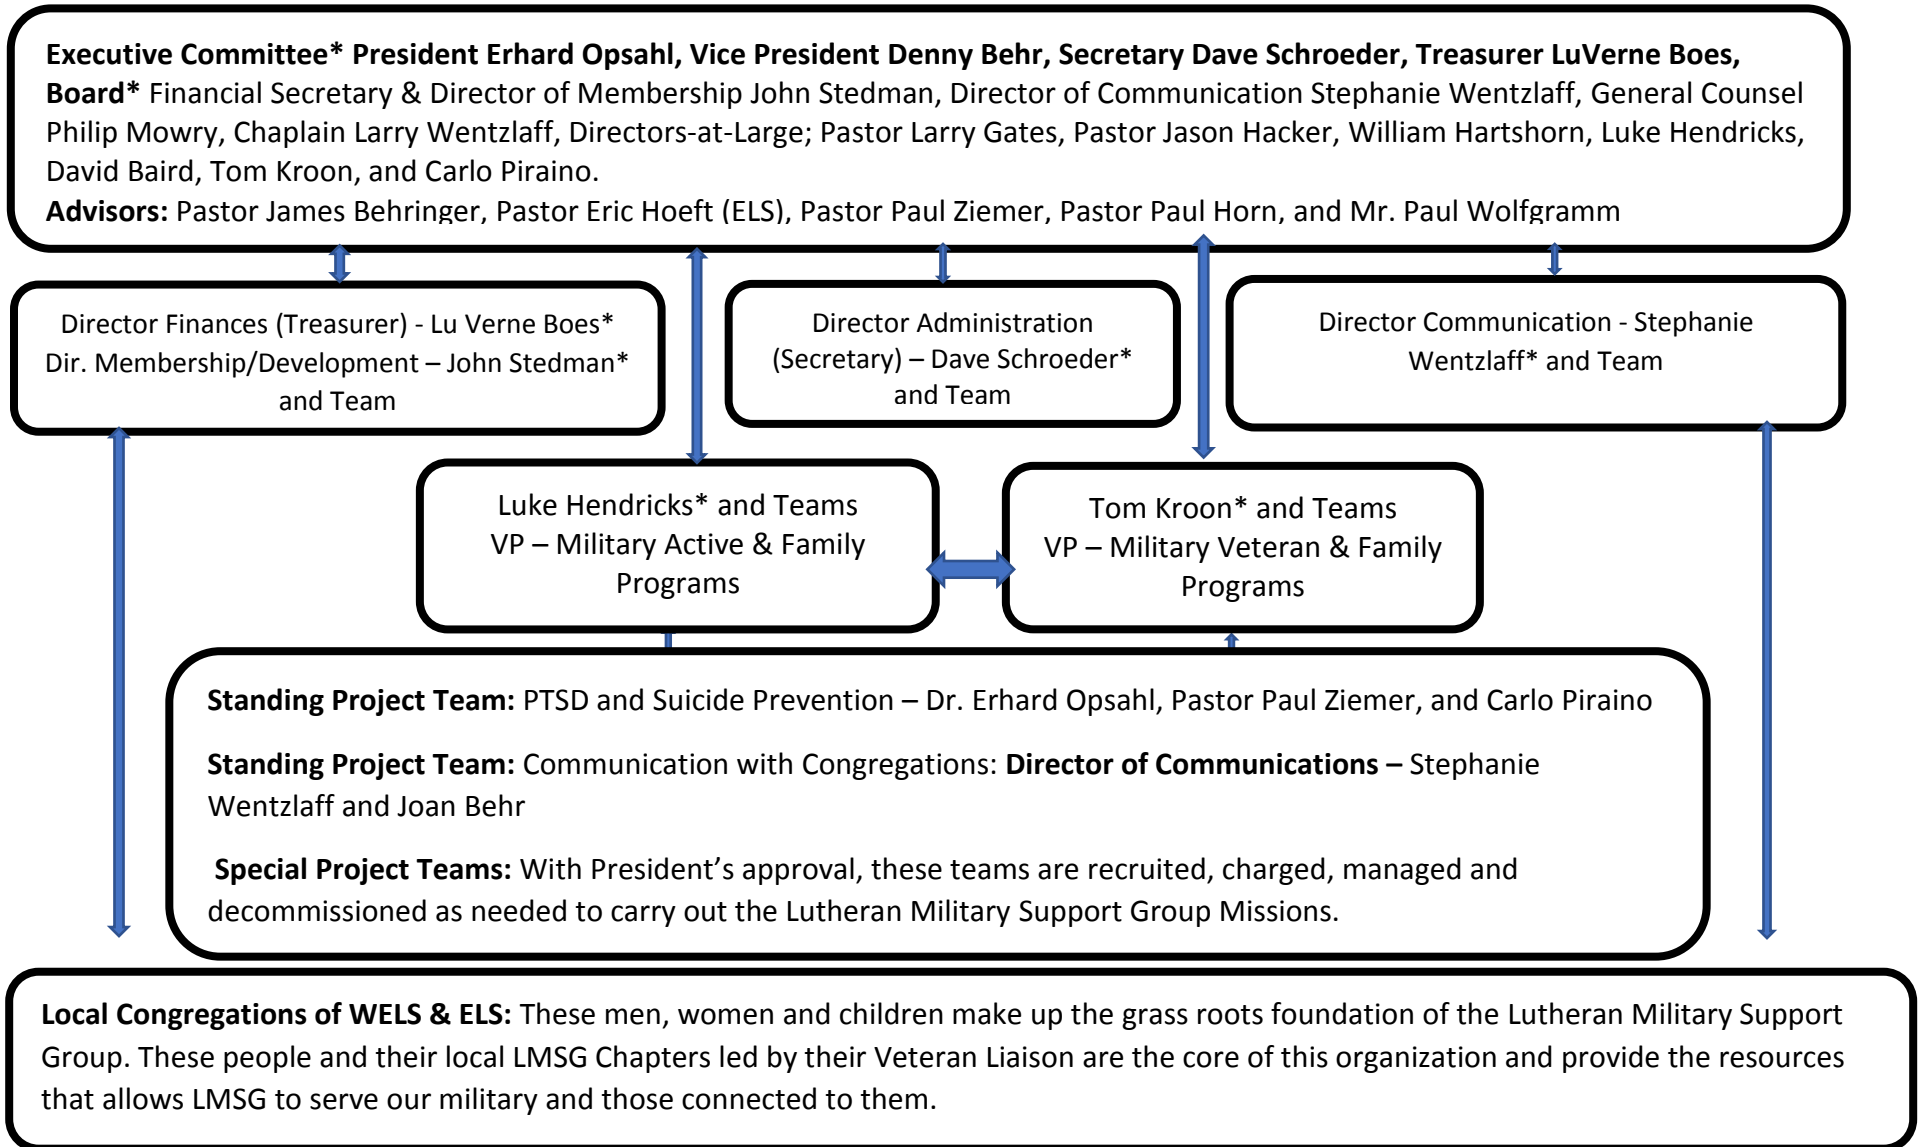 Executive Committee* President Erhard Opsahl, Vice President Denny Behr, Secretary Dave Schroeder, Treasurer LuVerne Boes,
Board* Financial Secretary & Director of Membership John Stedman, Director of Communication Stephanie Wentzlaff, General Counsel
Philip Mowry, Chaplain Larry Wentzlaff, Directors-at-Large; Pastor Larry Gates, Pastor Jason Hacker, William Hartshorn, Luke Hendricks,
David Baird, Tom Kroon, and Carlo Piraino.
Advisors: Pastor James Behringer, Pastor Eric Hoeft (ELS), Pastor Paul Ziemer, Pastor Paul Horn, and Mr. Paul Wolfgramm
Director Finances (Treasurer) - Lu Verne Boes*
Dir. Membership/Development – John Stedman*
and Team
Director Administration
(Secretary) – Dave Schroeder*
and Team
Director Communication - Stephanie
Wentzlaff* and Team
Luke Hendricks* and Teams
VP – Military Active & Family
Programs
Tom Kroon* and Teams
VP – Military Veteran & Family
Programs
Standing Project Team: PTSD and Suicide Prevention – Dr. Erhard Opsahl, Pastor Paul Ziemer, and Carlo Piraino
Standing Project Team: Communication with Congregations: Director of Communications – Stephanie
Wentzlaff and Joan Behr
Special Project Teams: With President’s approval, these teams are recruited, charged, managed and
decommissioned as needed to carry out the Lutheran Military Support Group Missions.
Local Congregations of WELS & ELS: These men, women and children make up the grass roots foundation of the Lutheran Military Support
Group. These people and their local LMSG Chapters led by their Veteran Liaison are the core of this organization and provide the resources
that allows LMSG to serve our military and those connected to them.